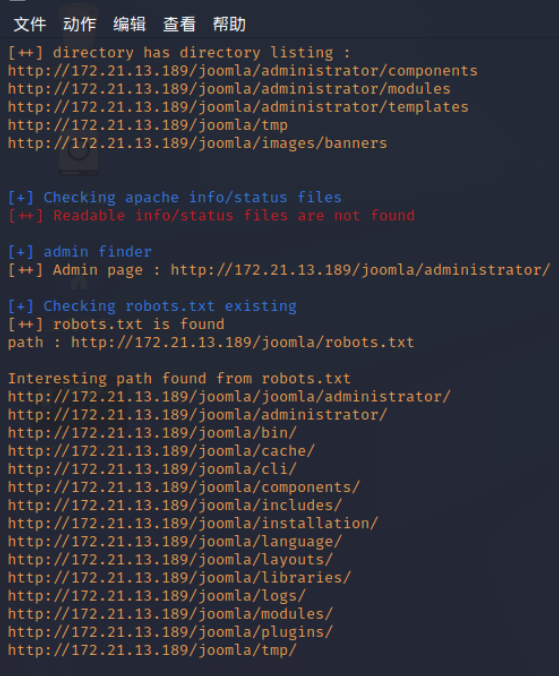 文件 动作 编辑 查看 帮助
[++] directory has directory listing :
http://172.21.13.189/joomla/administrator/components
http://172.21.13.189/joomla/administrator/modules
http://172.21.13.189/joomla/administrator/templates
http://172.21.13.189/joomla/tmp
http://172.21.13.189/joomla/images/banners
[+] Checking apache info/status files
[++] Readable info/status files are not found
[+] admin finder
[++] Admin page : http://172.21.13.189/joomla/administrator/
[+] Checking robots.txt existing
[++] robots.txt is found
path : http://172.21.13.189/joomla/robots.txt
Interesting path found from robots.txt
http://172.21.13.189/joomla/joomla/administrator/
http://172.21.13.189/joomla/administrator/
http://172.21.13.189/joomla/bin/
http://172.21.13.189/joomla/cache/
http://172.21.13.189/joomla/cli/
http://172.21.13.189/joomla/components/
http://172.21.13.189/joomla/includes/
http://172.21.13.189/joomla/installation/
http://172.21.13.189/joomla/language/
http://172.21.13.189/joomla/layouts/
http://172.21.13.189/joomla/libraries/
http://172.21.13.189/joomla/logs/
http://172.21.13.189/joomla/modules/
http://172.21.13.189/joomla/plugins/
http://172.21.13.189/joomla/tmp/